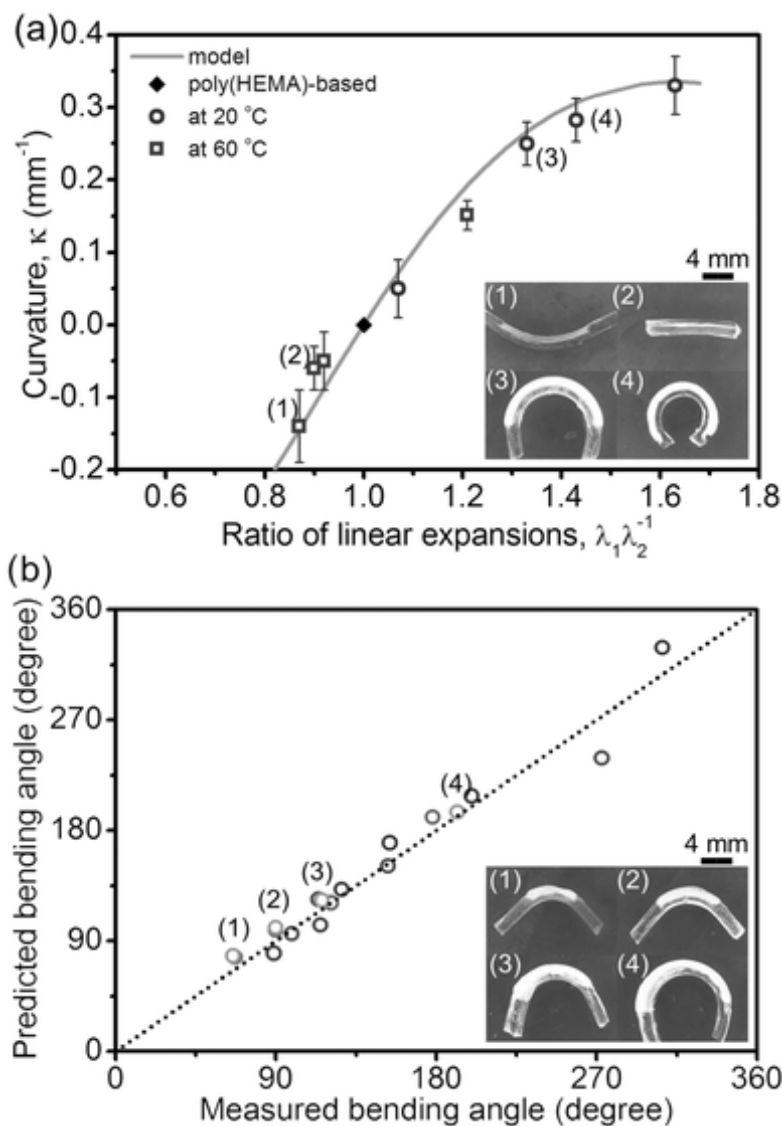 (a)
0.4
0.3
0.2
0.1
0.0
-0.1
-0.2
Curvature, κ (mm⁻¹)
model
poly(HEMA)-based
at 20 °C
at 60 °C
(1)
(2)
(3)
(4)
4 mm
(1)
(2)
(3)
(4)
0.6 0.8 1.0 1.2 1.4 1.6 1.8
Ratio of linear expansions, λ₁λ₂⁻¹
(b)
360
270
180
90
0
Predicted bending angle (degree)
(1)
(2)
(3)
(4)
4 mm
(1)
(2)
(3)
(4)
0 90 180 270 360
Measured bending angle (degree)